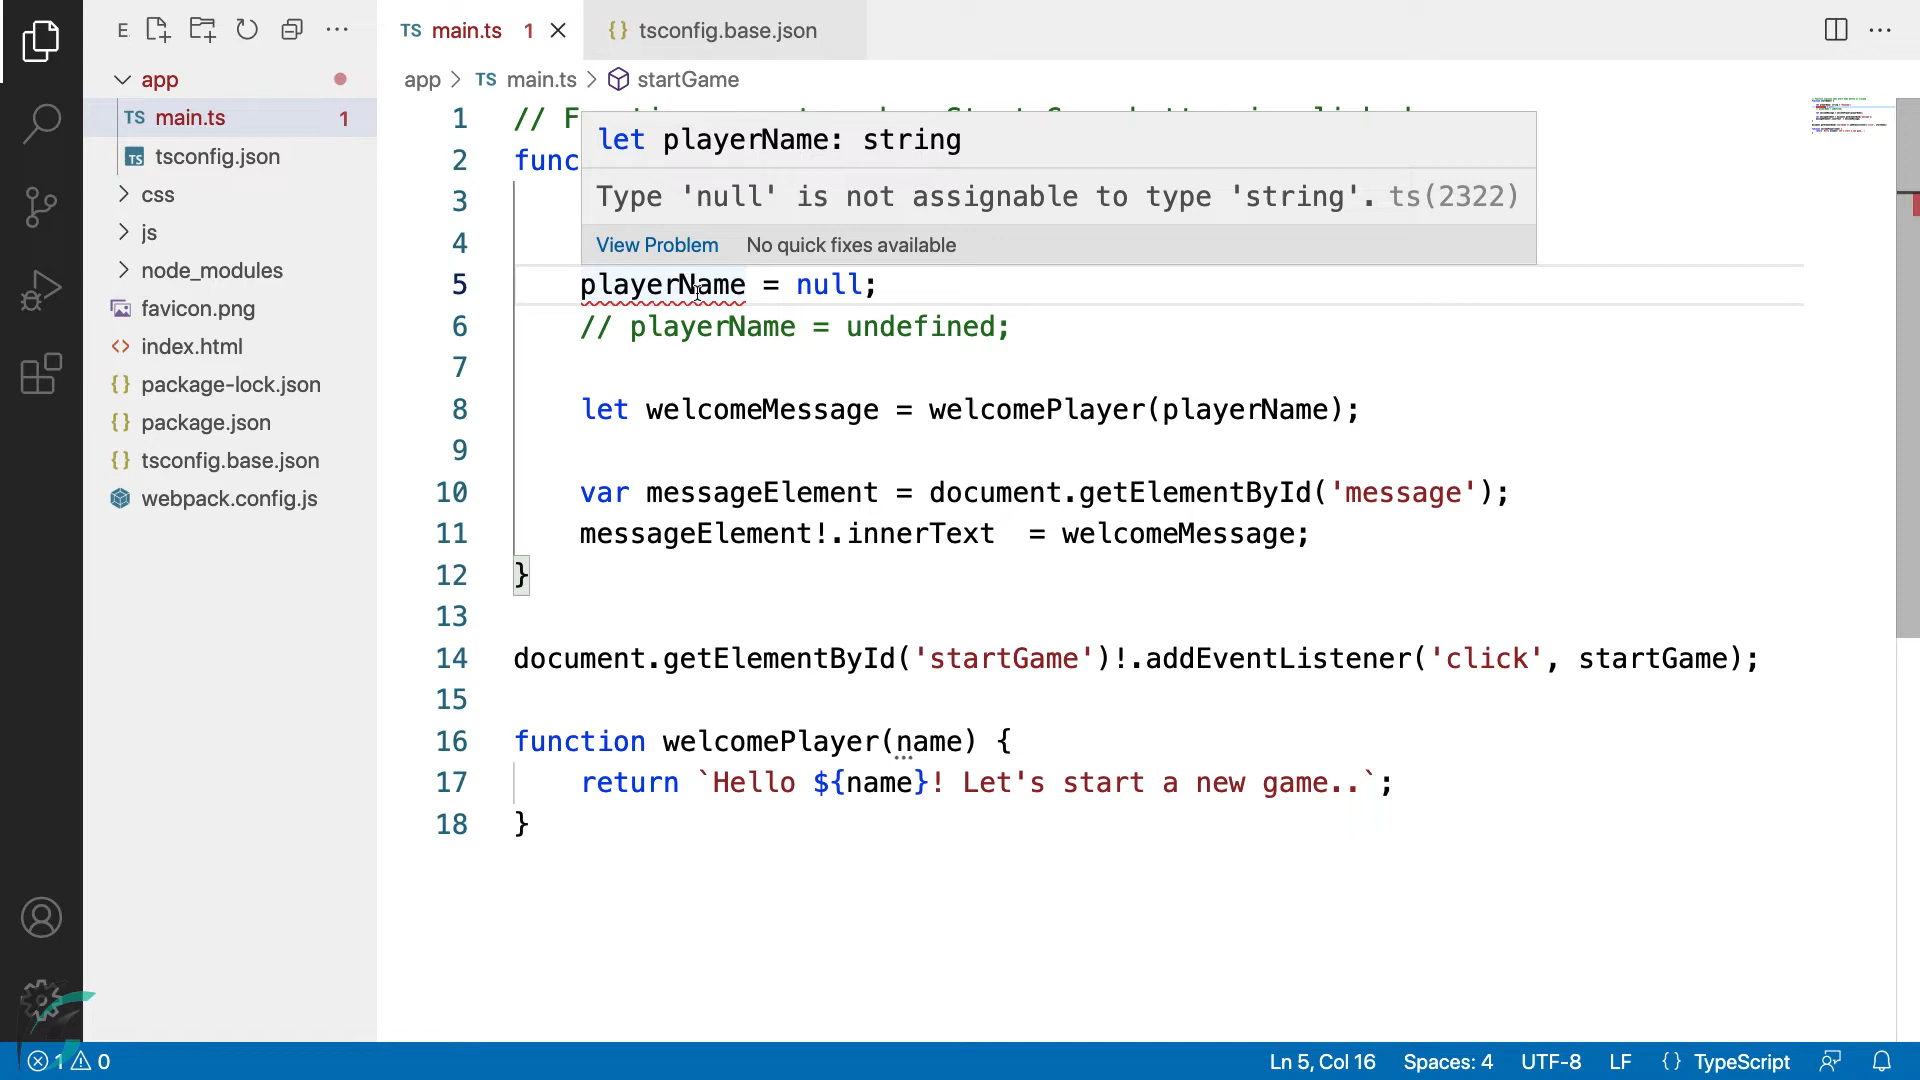 E
TS main.ts 1
{} tsconfig.base.json
app > TS main.ts > startGame
app
TS main.ts 1
TS tsconfig.json
css
js
node_modules
favicon.png
<> index.html
{} package-lock.json
{} package.json
{} tsconfig.base.json
webpack.config.js
1 // F
2 func
let playerName: string
3
Type 'null' is not assignable to type 'string'. ts(2322)
4
View Problem No quick fixes available
5 playerName = null;
6 // playerName = undefined;
7
8 let welcomeMessage = welcomePlayer(playerName);
9
10 var messageElement = document.getElementById('message');
11 messageElement!.innerText  = welcomeMessage;
12 }
13
14 document.getElementById('startGame')!.addEventListener('click', startGame);
15
16 function welcomePlayer(name) {
17 return `Hello ${name}! Let's start a new game..`;
18 }
1 0
Ln 5, Col 16 Spaces: 4 UTF-8 LF {} TypeScript